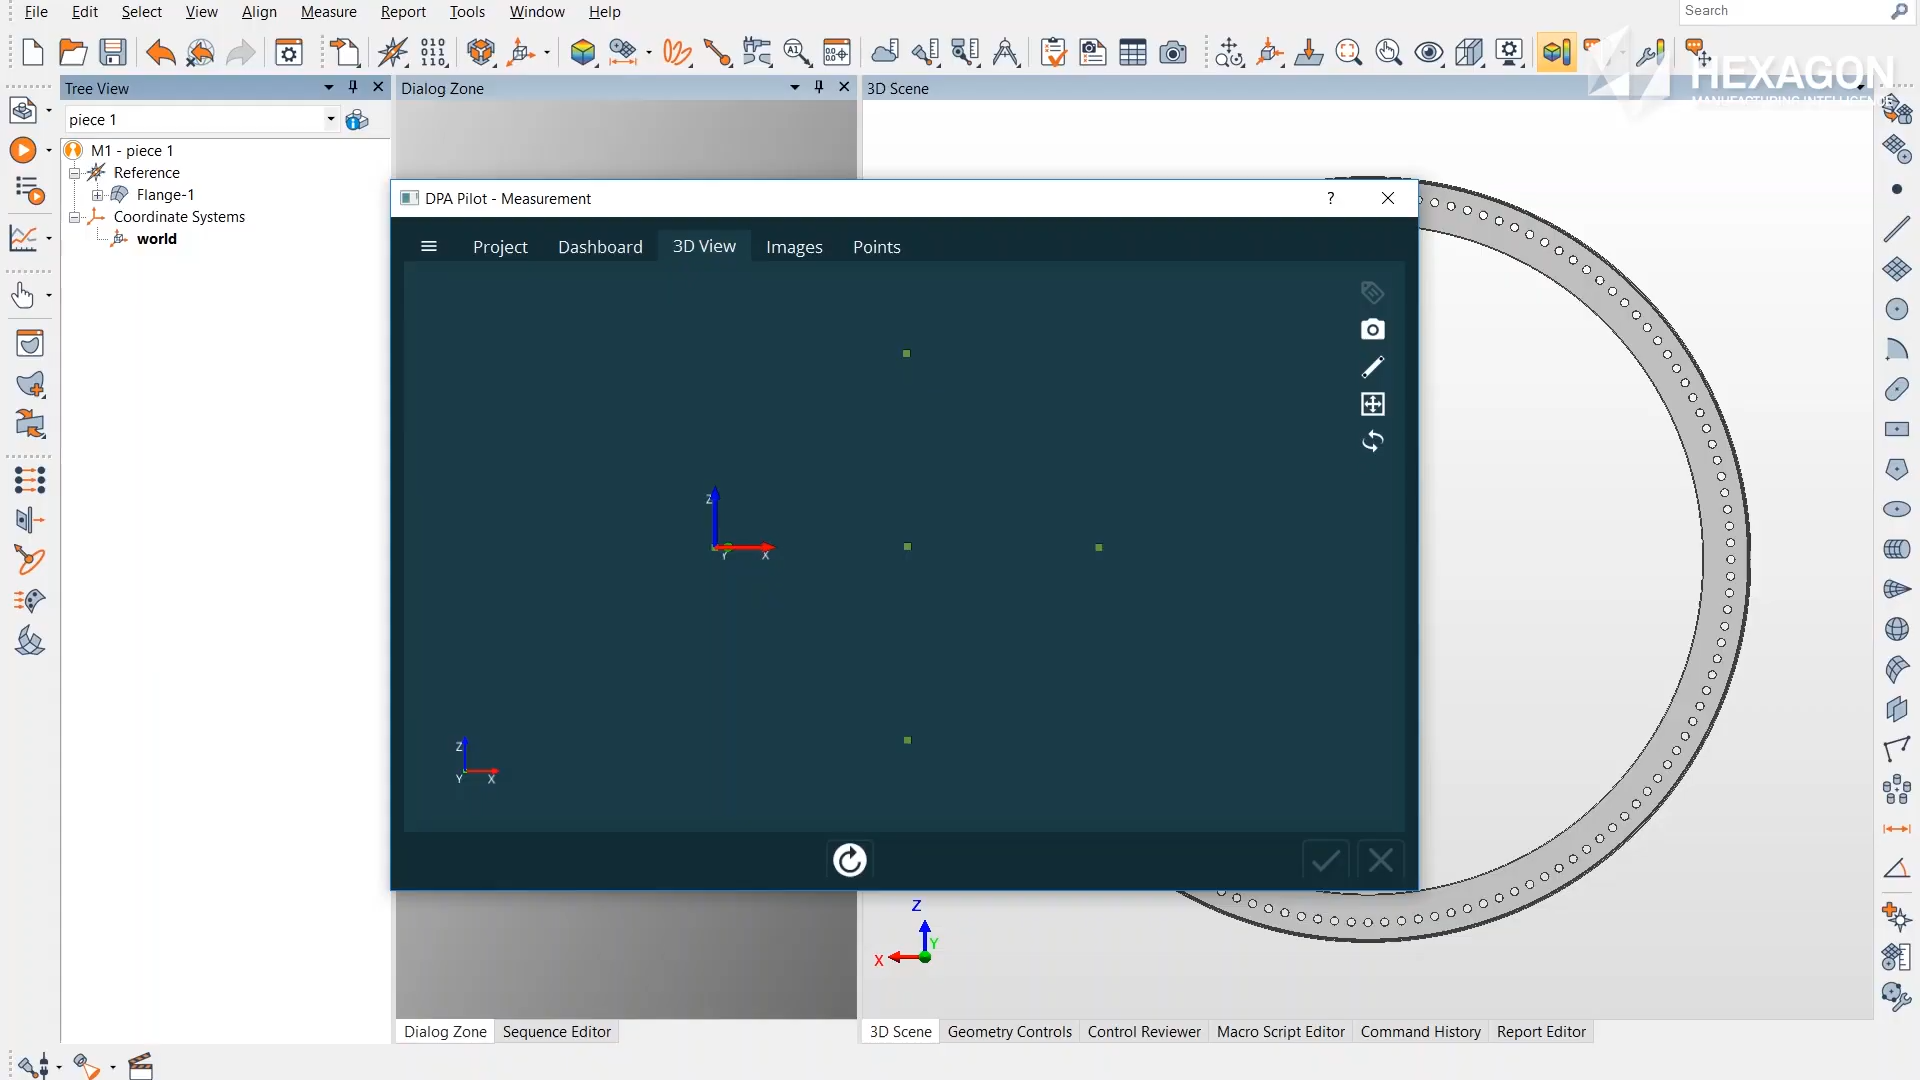 File Edit Select View Align Measure Report Tools Window Help
Search
HEXAGON
MANUFACTURING INTELLIGENCE
Tree View
Dialog Zone
3D Scene
piece 1
M1 - piece 1
Reference
Flange-1
Coordinate Systems
world
DPA Pilot - Measurement
?
Project Dashboard 3D View Images Points
Z
Y
X
Z
Y
X
Z
Y
X
Dialog Zone Sequence Editor
3D Scene Geometry Controls Control Reviewer Macro Script Editor Command History Report Editor